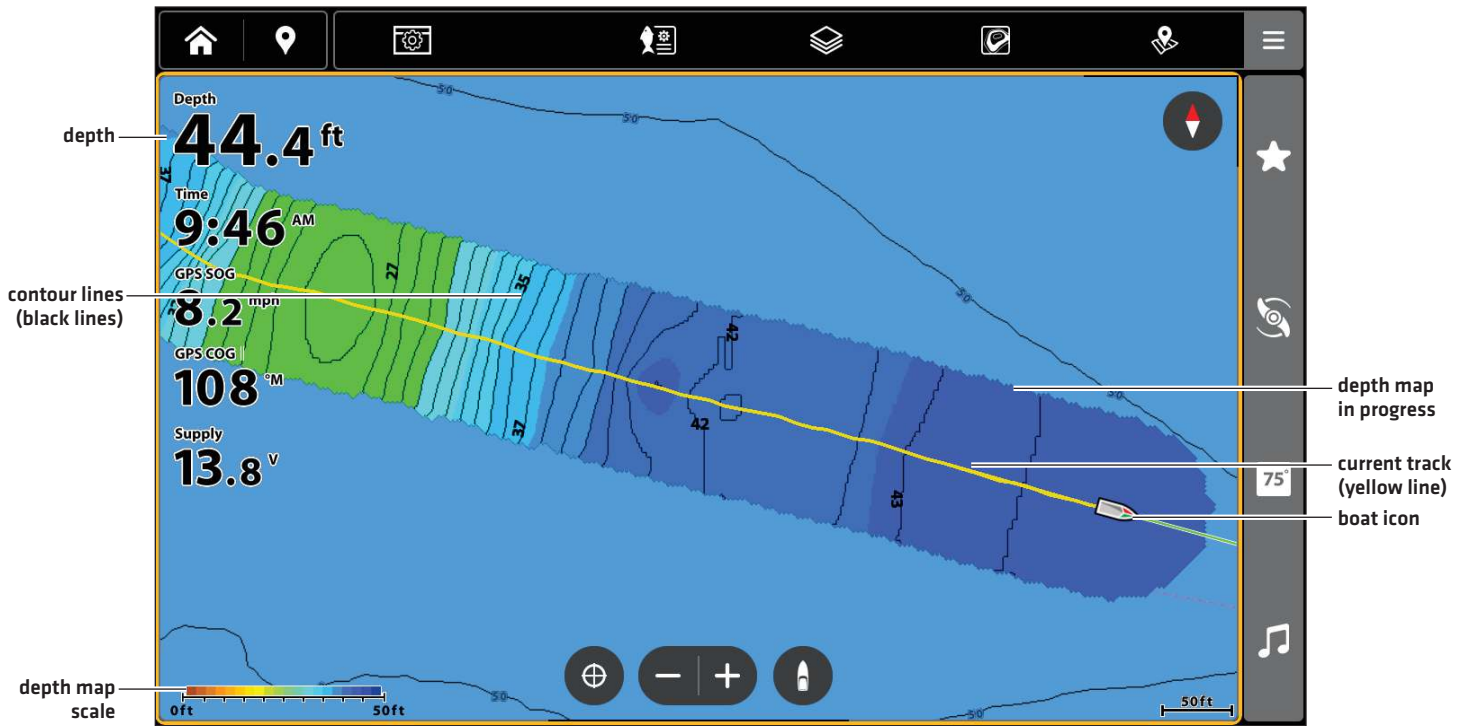 50
50
Depth
depth
44.4 ft
37
Time
9:46 AM
27
GPS SOG
35
contour lines
(black lines)
8.2 mph
50
42
GPS COG
108 °M
depth map
in progress
50
42
37
Supply
13.8 V
current track
(yellow line)
75°
43
boat icon
depth map
scale
0ft
50ft
50
50
50ft